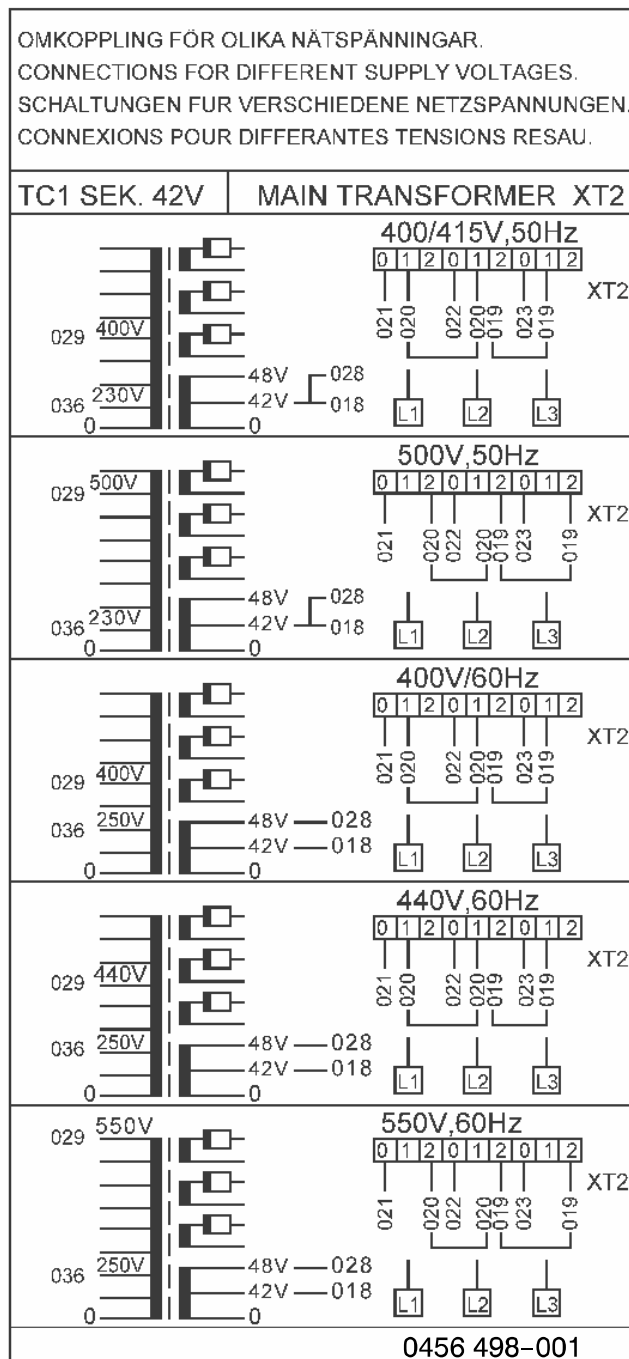 OMKOPPLING FÖR OLIKA NÄTSPÄNNINGAR.
CONNECTIONS FOR DIFFERENT SUPPLY VOLTAGES.
SCHALTUNGEN FUR VERSCHIEDENE NETZSPANNUNGEN.
CONNEXIONS POUR DIFFERANTES TENSIONS RESAU.
TC1 SEK. 42V MAIN TRANSFORMER XT2
400/415V,50Hz
0 1 2 0 1 2 0 1 2
XT2
021 020 022 020 019 023 019
029 400V
48V 028
036 230V
42V 018
0 0
L1 L2 L3
500V,50Hz
0 1 2 0 1 2 0 1 2
029 500V
XT2
021 020 022 020 019 023 019
48V 028
036 230V
42V 018
0 0
L1 L2 L3
400V/60Hz
0 1 2 0 1 2 0 1 2
XT2
021 020 022 020 019 023 019
029 400V
036 250V
48V 028
42V 018
0 0
L1 L2 L3
440V,60Hz
0 1 2 0 1 2 0 1 2
XT2
029 440V
021 020 022 020 019 023 019
036 250V
48V 028
42V 018
0 0
L1 L2 L3
029 550V
550V,60Hz
0 1 2 0 1 2 0 1 2
XT2
021 020 022 020 019 023 019
036 250V
48V 028
42V 018
0 0
L1 L2 L3
0456 498-001